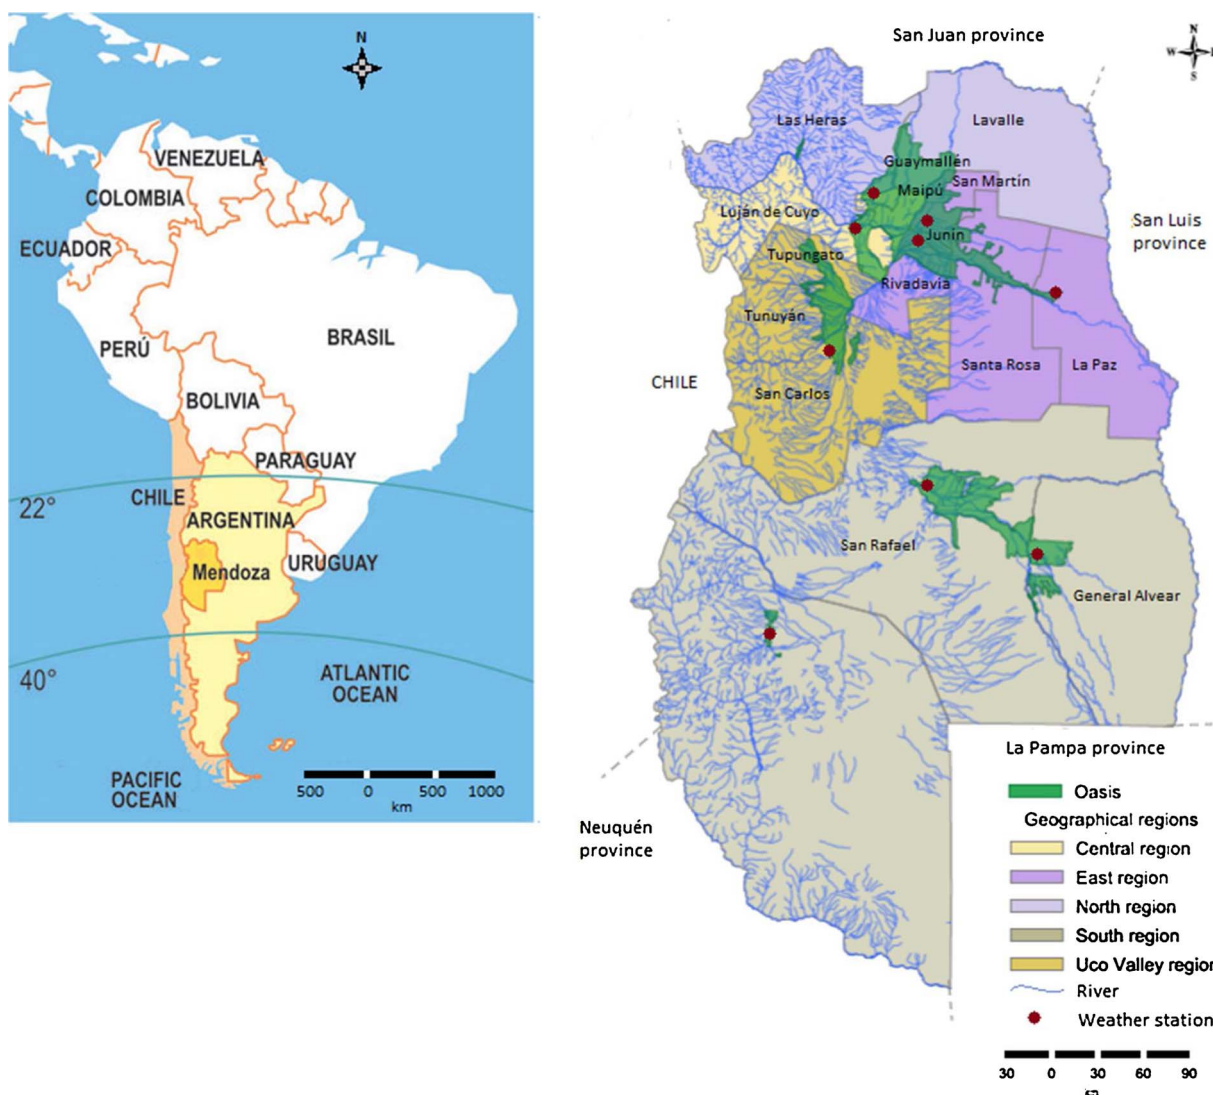 N
VENEZUELA
COLOMBIA
ECUADOR
PERÚ
BRASIL
BOLIVIA
PARAGUAY
CHILE
22°
ARGENTINA
Mendoza
URUGUAY
40°
ATLANTIC
OCEAN
PACIFIC
OCEAN
500 0 500 1000
km
San Juan province
N
W
S
Las Heras
Lavalle
Guaymallén
Maipú
San Martín
Luján de Cuyo
Junín
San Luis
province
Tupungato
Rivadavia
Tunuyán
CHILE
San Carlos
Santa Rosa
La Paz
San Rafael
General Alvear
La Pampa province
Neuquén
province
Oasis
Geographical regions
Central region
East region
North region
South region
Uco Valley region
River
Weather station
30 0 30 60 90